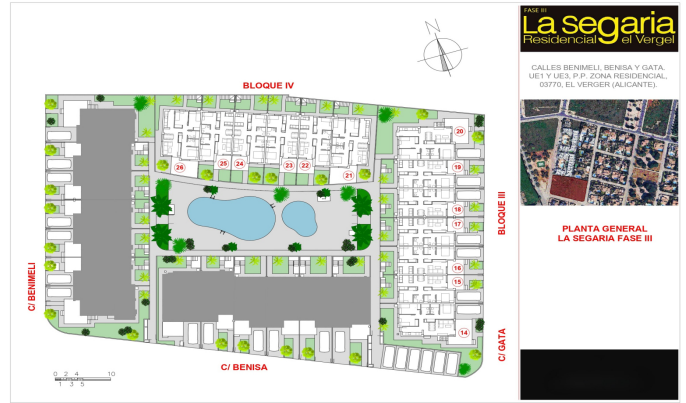 FASE III
La Segaria
Residencial el Vergel
CALLES BENIMELI, BENISA Y GATA.
UE1 Y UE3, P.P. ZONA RESIDENCIAL,
03770, EL VERGER (ALICANTE).
PLANTA GENERAL
LA SEGARIA FASE III
N
BLOQUE IV
26
25
24
23
22
21
20
19
18
17
16
15
14
BLOQUE III
C/ GATA
C/ BENIMELI
C/ BENISA
0 2 4 10
1 3 5